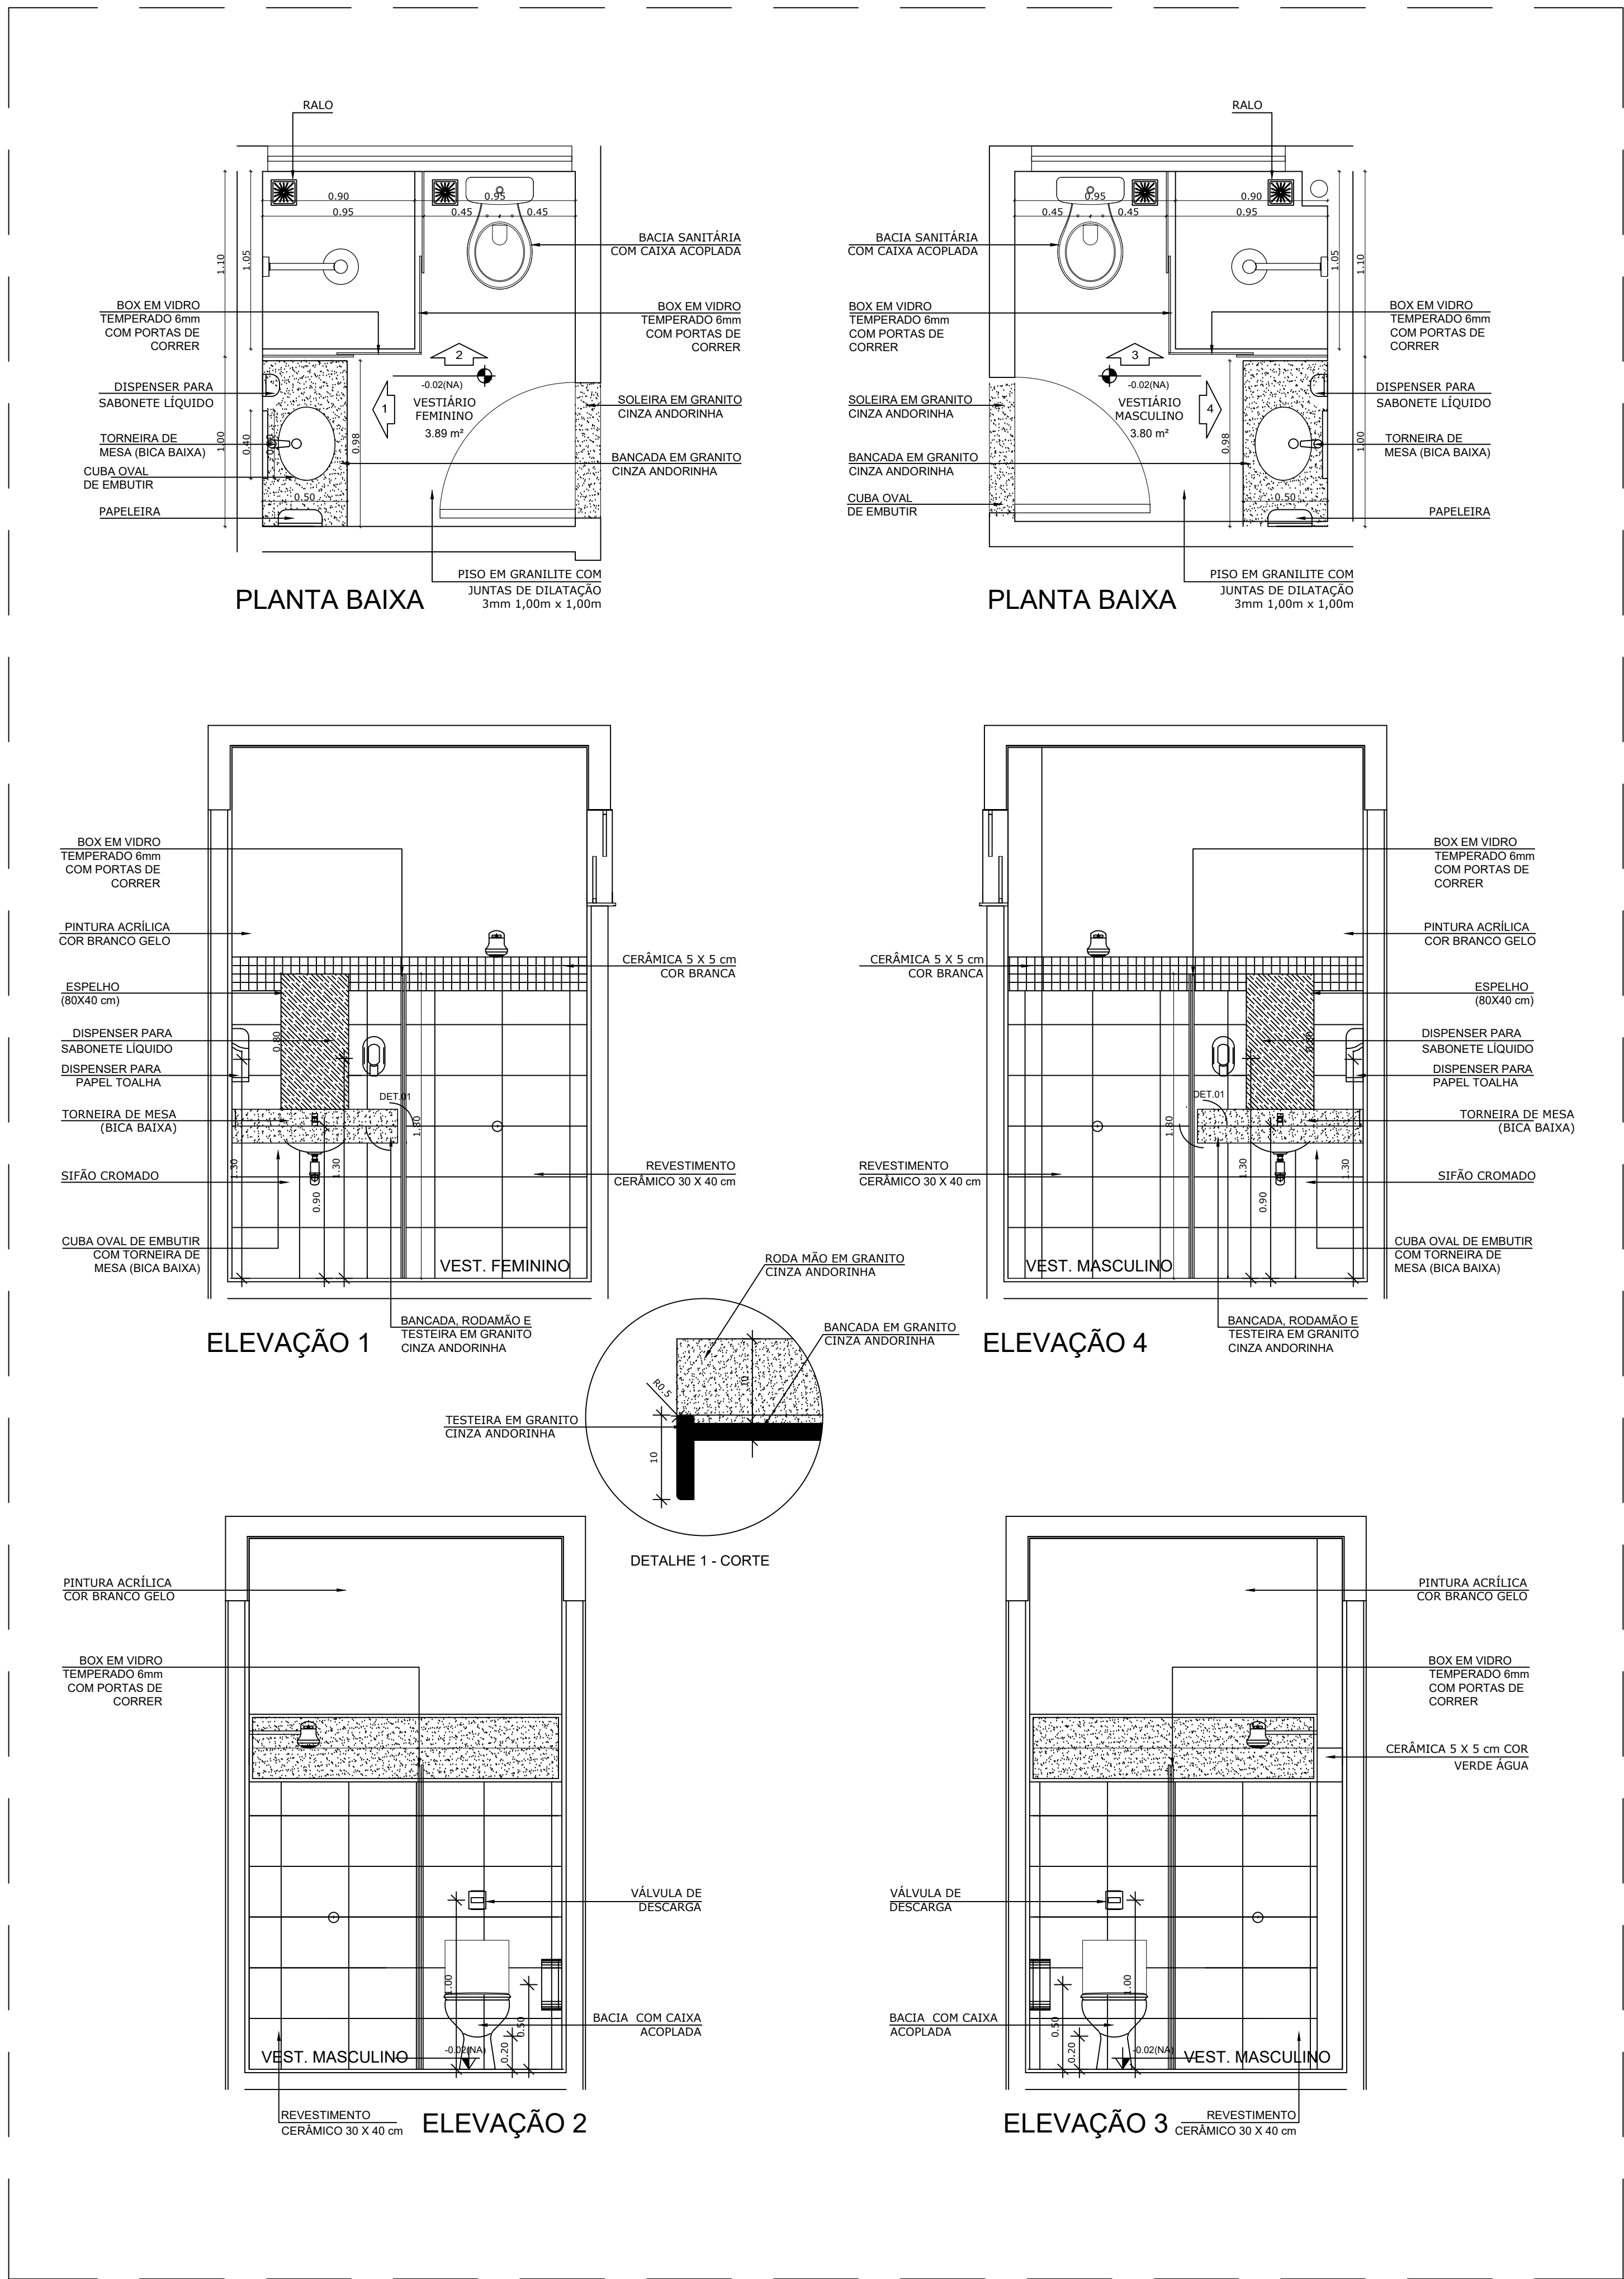 RALO
0.90
0.95
0.95
0.45
0.45
1.10
1.05
BACIA SANITÁRIA
COM CAIXA ACOPLADA
BOX EM VIDRO
TEMPERADO 6mm
COM PORTAS DE
CORRER
BOX EM VIDRO
TEMPERADO 6mm
COM PORTAS DE
CORRER
2
-0.02(NA)
VESTIÁRIO
FEMININO
3.89 m²
1
DISPENSER PARA
SABONETE LÍQUIDO
SOLEIRA EM GRANITO
CINZA ANDORINHA
TORNEIRA DE
MESA (BICA BAIXA)
1.00
0.40
0.98
CUBA OVAL
DE EMBUTIR
BANCADA EM GRANITO
CINZA ANDORINHA
0.50
PAPELEIRA
PISO EM GRANILITE COM
JUNTAS DE DILATAÇÃO
3mm 1,00m x 1,00m
PLANTA BAIXA
RALO
0.95
0.45
0.45
0.90
0.95
1.05
1.10
BACIA SANITÁRIA
COM CAIXA ACOPLADA
BOX EM VIDRO
TEMPERADO 6mm
COM PORTAS DE
CORRER
BOX EM VIDRO
TEMPERADO 6mm
COM PORTAS DE
CORRER
3
-0.02(NA)
VESTIÁRIO
MASCULINO
3.80 m²
4
SOLEIRA EM GRANITO
CINZA ANDORINHA
DISPENSER PARA
SABONETE LÍQUIDO
TORNEIRA DE
MESA (BICA BAIXA)
0.98
1.00
BANCADA EM GRANITO
CINZA ANDORINHA
CUBA OVAL
DE EMBUTIR
0.50
PAPELEIRA
PISO EM GRANILITE COM
JUNTAS DE DILATAÇÃO
3mm 1,00m x 1,00m
PLANTA BAIXA
BOX EM VIDRO
TEMPERADO 6mm
COM PORTAS DE
CORRER
PINTURA ACRÍLICA
COR BRANCO GELO
CERÂMICA 5 X 5 cm
COR BRANCA
ESPELHO
(80X40 cm)
DISPENSER PARA
SABONETE LÍQUIDO
0.80
DISPENSER PARA
PAPEL TOALHA
DET.01
TORNEIRA DE MESA
(BICA BAIXA)
1.80
1.30
1.30
0.90
SIFÃO CROMADO
REVESTIMENTO
CERÂMICO 30 X 40 cm
CUBA OVAL DE EMBUTIR
COM TORNEIRA DE
MESA (BICA BAIXA)
VEST. FEMININO
BANCADA, RODAMÃO E
TESTEIRA EM GRANITO
CINZA ANDORINHA
ELEVAÇÃO 1
BOX EM VIDRO
TEMPERADO 6mm
COM PORTAS DE
CORRER
PINTURA ACRÍLICA
COR BRANCO GELO
CERÂMICA 5 X 5 cm
COR BRANCA
ESPELHO
(80X40 cm)
DISPENSER PARA
SABONETE LÍQUIDO
0.80
DISPENSER PARA
PAPEL TOALHA
DET.01
TORNEIRA DE MESA
(BICA BAIXA)
1.80
1.30
1.30
0.90
REVESTIMENTO
CERÂMICO 30 X 40 cm
SIFÃO CROMADO
CUBA OVAL DE EMBUTIR
COM TORNEIRA DE
MESA (BICA BAIXA)
VEST. MASCULINO
BANCADA, RODAMÃO E
TESTEIRA EM GRANITO
CINZA ANDORINHA
ELEVAÇÃO 4
RODA MÃO EM GRANITO
CINZA ANDORINHA
BANCADA EM GRANITO
CINZA ANDORINHA
R0.5
10
TESTEIRA EM GRANITO
CINZA ANDORINHA
10
DETALHE 1 - CORTE
PINTURA ACRÍLICA
COR BRANCO GELO
BOX EM VIDRO
TEMPERADO 6mm
COM PORTAS DE
CORRER
VÁLVULA DE
DESCARGA
1.00
0.50
0.20
BACIA COM CAIXA
ACOPLADA
-0.02(NA)
VEST. MASCULINO
REVESTIMENTO
CERÂMICO 30 X 40 cm
ELEVAÇÃO 2
PINTURA ACRÍLICA
COR BRANCO GELO
BOX EM VIDRO
TEMPERADO 6mm
COM PORTAS DE
CORRER
CERÂMICA 5 X 5 cm COR
VERDE ÁGUA
VÁLVULA DE
DESCARGA
1.00
0.50
0.20
BACIA COM CAIXA
ACOPLADA
-0.02(NA)
VEST. MASCULINO
ELEVAÇÃO 3
REVESTIMENTO
CERÂMICO 30 X 40 cm